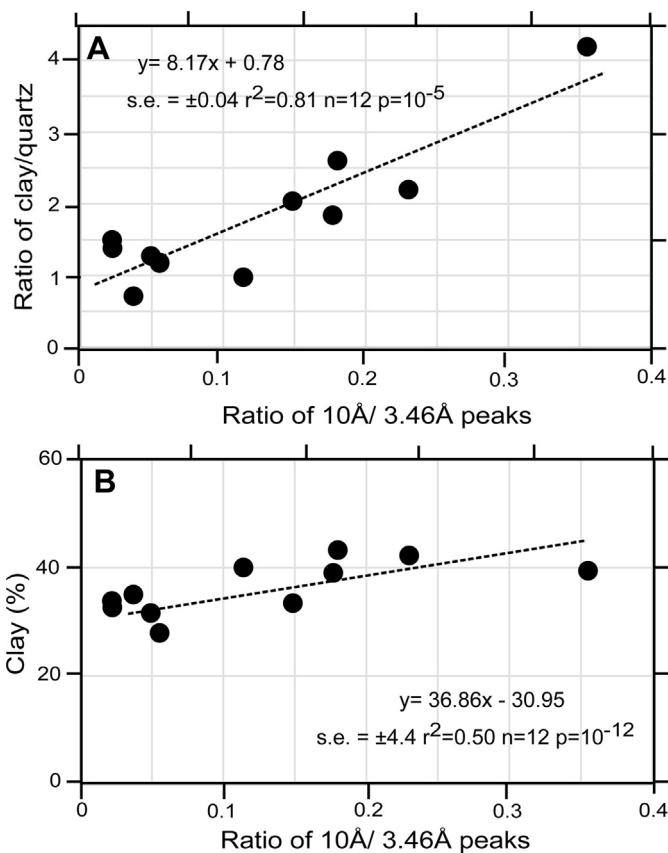 A
y= 8.17x + 0.78
s.e. = ±0.04 r²=0.81 n=12 p=10⁻⁵
Ratio of clay/quartz
4
3
2
1
0
0 0.1 0.2 0.3 0.4
Ratio of 10Å/ 3.46Å peaks
B
60
40
20
0
Clay (%)
y= 36.86x - 30.95
s.e. = ±4.4 r²=0.50 n=12 p=10⁻¹²
0 0.1 0.2 0.3 0.4
Ratio of 10Å/ 3.46Å peaks